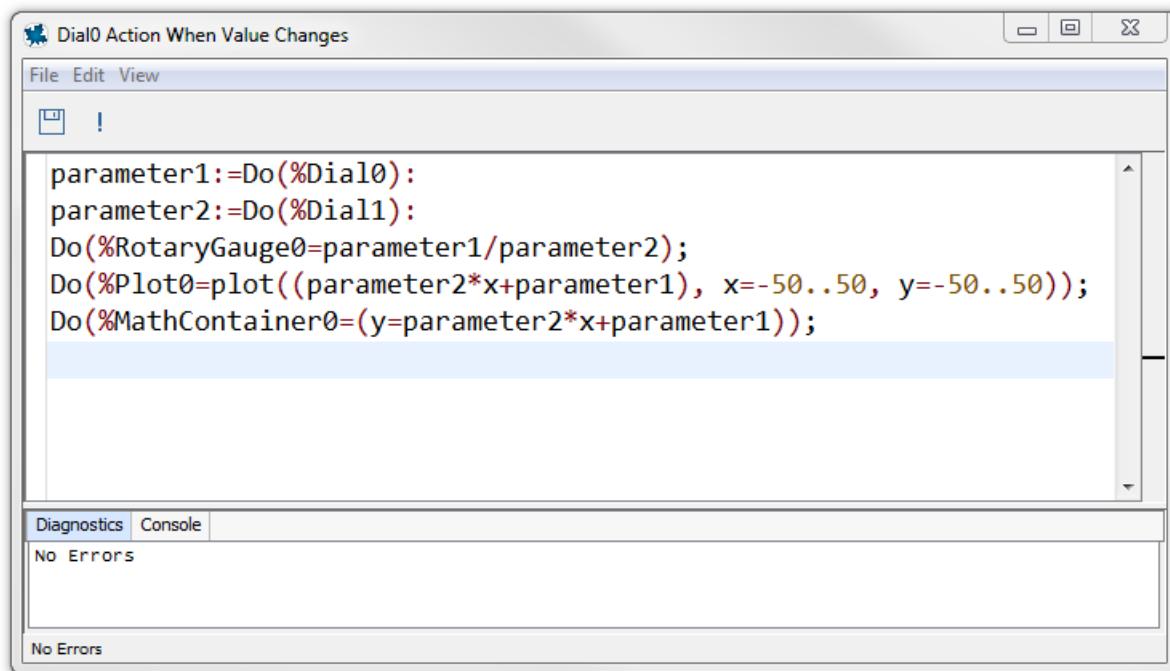 Dial0 Action When Value Changes
File Edit View
!
parameter1:=Do(%Dial0):
parameter2:=Do(%Dial1):
Do(%RotaryGauge0=parameter1/parameter2);
Do(%Plot0=plot((parameter2*x+parameter1), x=-50..50, y=-50..50));
Do(%MathContainer0=(y=parameter2*x+parameter1));
Diagnostics Console
No Errors
No Errors